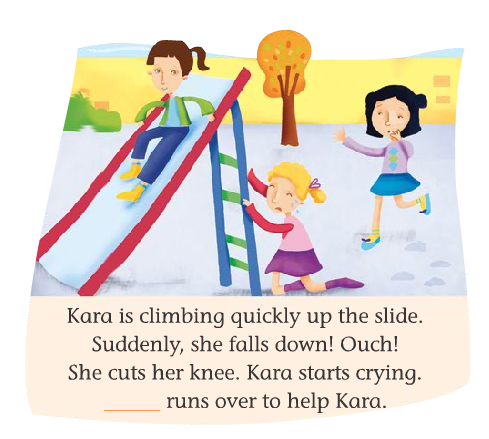 Kara is climbing quickly up the slide.
Suddenly, she falls down! Ouch!
She cuts her knee. Kara starts crying.
______ runs over to help Kara.